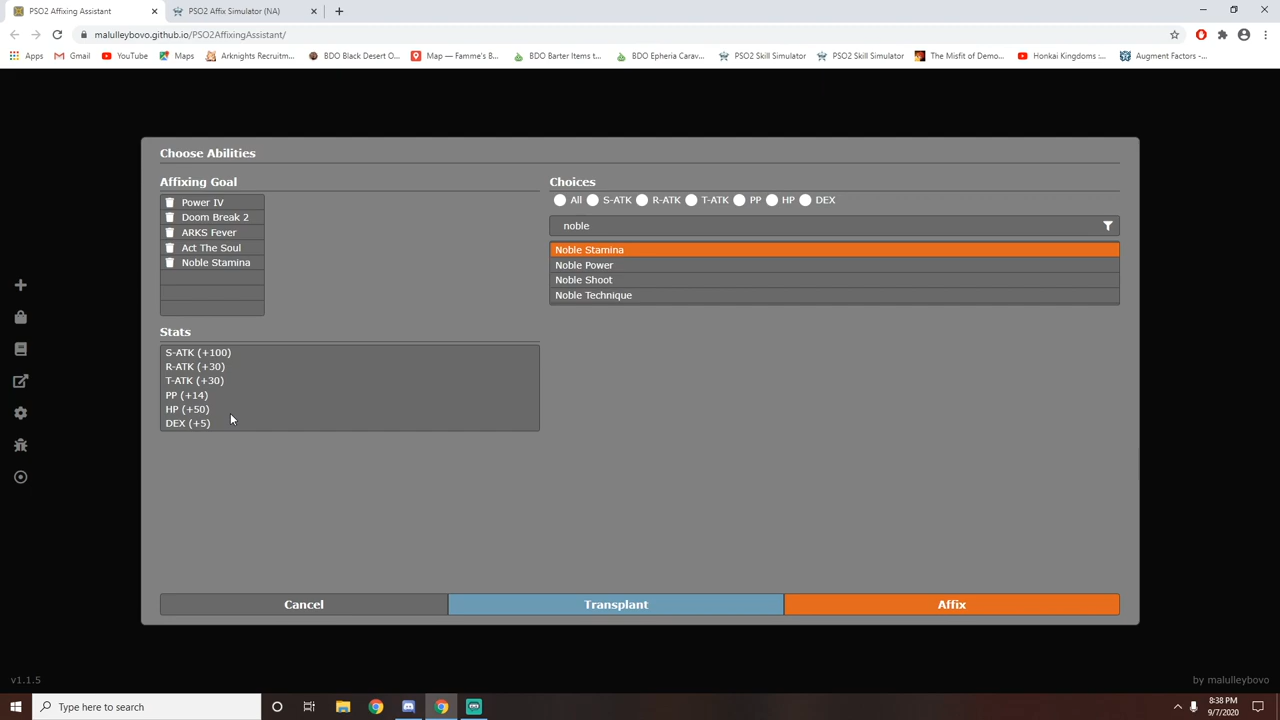 PSO2 Affixing Assistant
PSO2 Affix Simulator (NA)
malulleybovo.github.io/PSO2AffixingAssistant/
Apps
Gmail
YouTube
Maps
Arknights Recruitm...
BDO Black Desert O...
Map — Famme's B...
BDO Barter Items t...
BDO Epheria Carav...
PSO2 Skill Simulator
PSO2 Skill Simulator
The Misfit of Demo...
Honkai Kingdoms :...
Augment Factors -...
Choose Abilities
Affixing Goal
Power IV
Doom Break 2
ARKS Fever
Act The Soul
Noble Stamina
Stats
S-ATK (+100)
R-ATK (+30)
T-ATK (+30)
PP (+14)
HP (+50)
DEX (+5)
Choices
All S-ATK R-ATK T-ATK PP HP DEX
noble
Noble Stamina
Noble Power
Noble Shoot
Noble Technique
Cancel
Transplant
Affix
v1.1.5
by malulleybovo
Type here to search
8:38 PM
9/7/2020